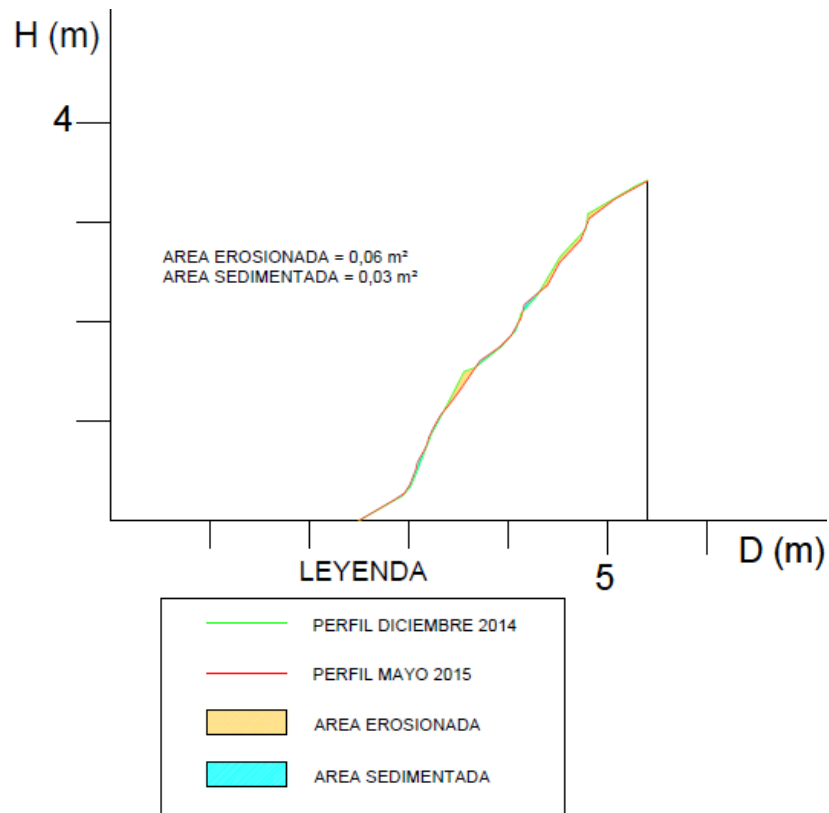 H (m)
4
AREA EROSIONADA = 0,06 m²
AREA SEDIMENTADA = 0,03 m²
5
D (m)
LEYENDA
PERFIL DICIEMBRE 2014
PERFIL MAYO 2015
AREA EROSIONADA
AREA SEDIMENTADA